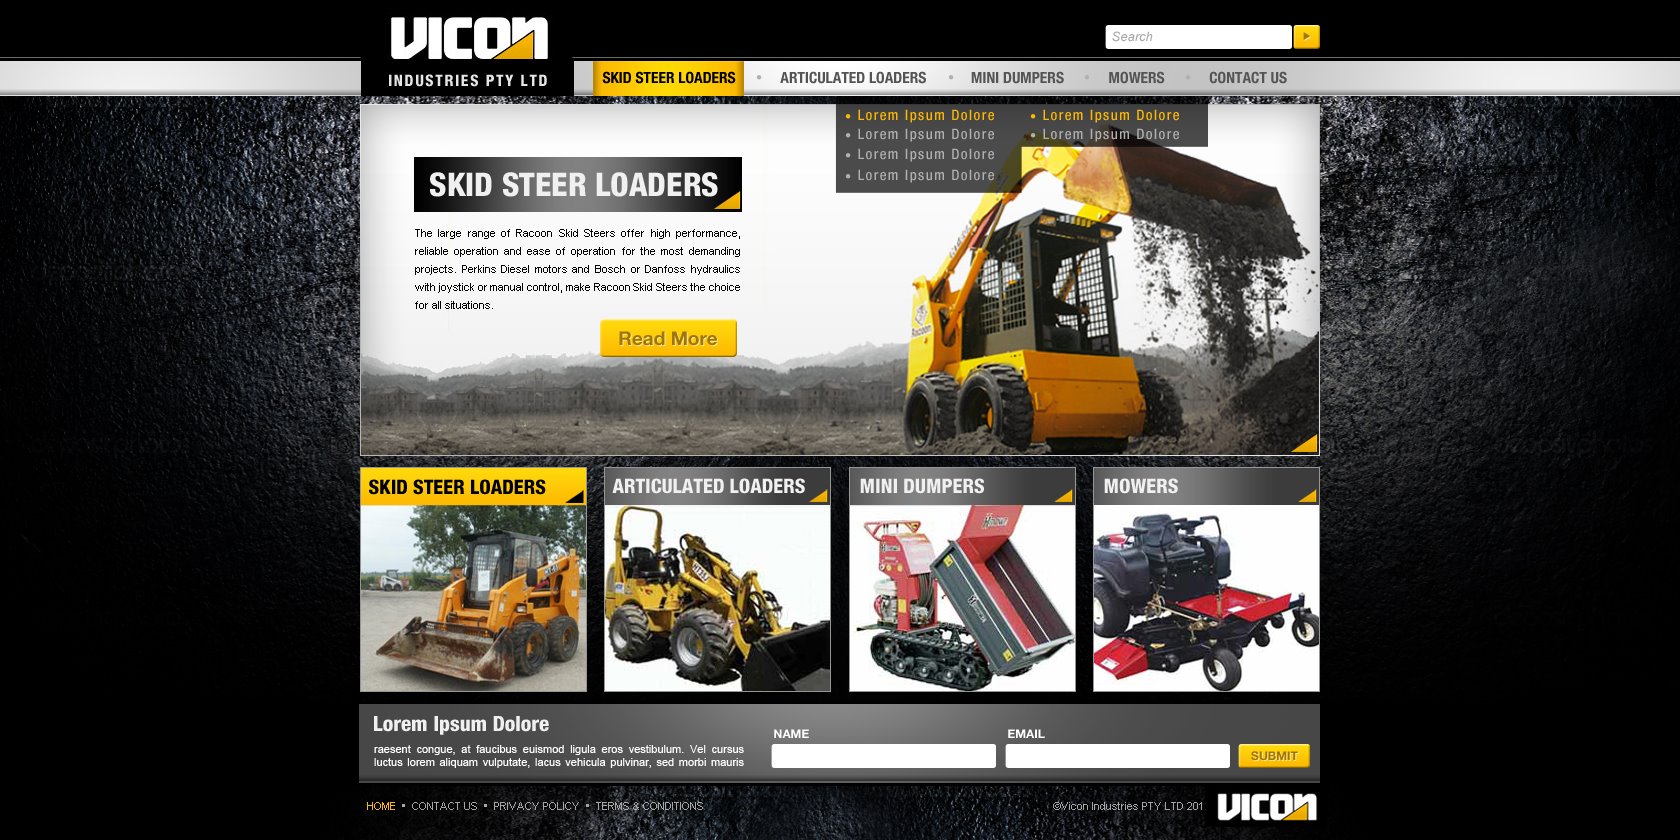 VICON
INDUSTRIES PTY LTD
Search
SKID STEER LOADERS
ARTICULATED LOADERS
MINI DUMPERS
MOWERS
CONTACT US
Lorem Ipsum Dolore
Lorem Ipsum Dolore
Lorem Ipsum Dolore
Lorem Ipsum Dolore
Lorem Ipsum Dolore
Lorem Ipsum Dolore
SKID STEER LOADERS
The large range of Racoon Skid Steers offer high performance,
reliable operation and ease of operation for the most demanding
projects. Perkins Diesel motors and Bosch or Danfoss hydraulics
with joystick or manual control, make Racoon Skid Steers the choice
for all situations.
Read More
Racoon
SKID STEER LOADERS
ARTICULATED LOADERS
MINI DUMPERS
MOWERS
Lorem Ipsum Dolore
raesent congue, at faucibus euismod ligula eros vestibulum. Vel cursus
luctus lorem aliquam vulputate, lacus vehicula pulvinar, sed morbi mauris
NAME
EMAIL
SUBMIT
HOME • CONTACT US • PRIVACY POLICY • TERMS & CONDITIONS
©Vicon Industries PTY LTD 201
VICON